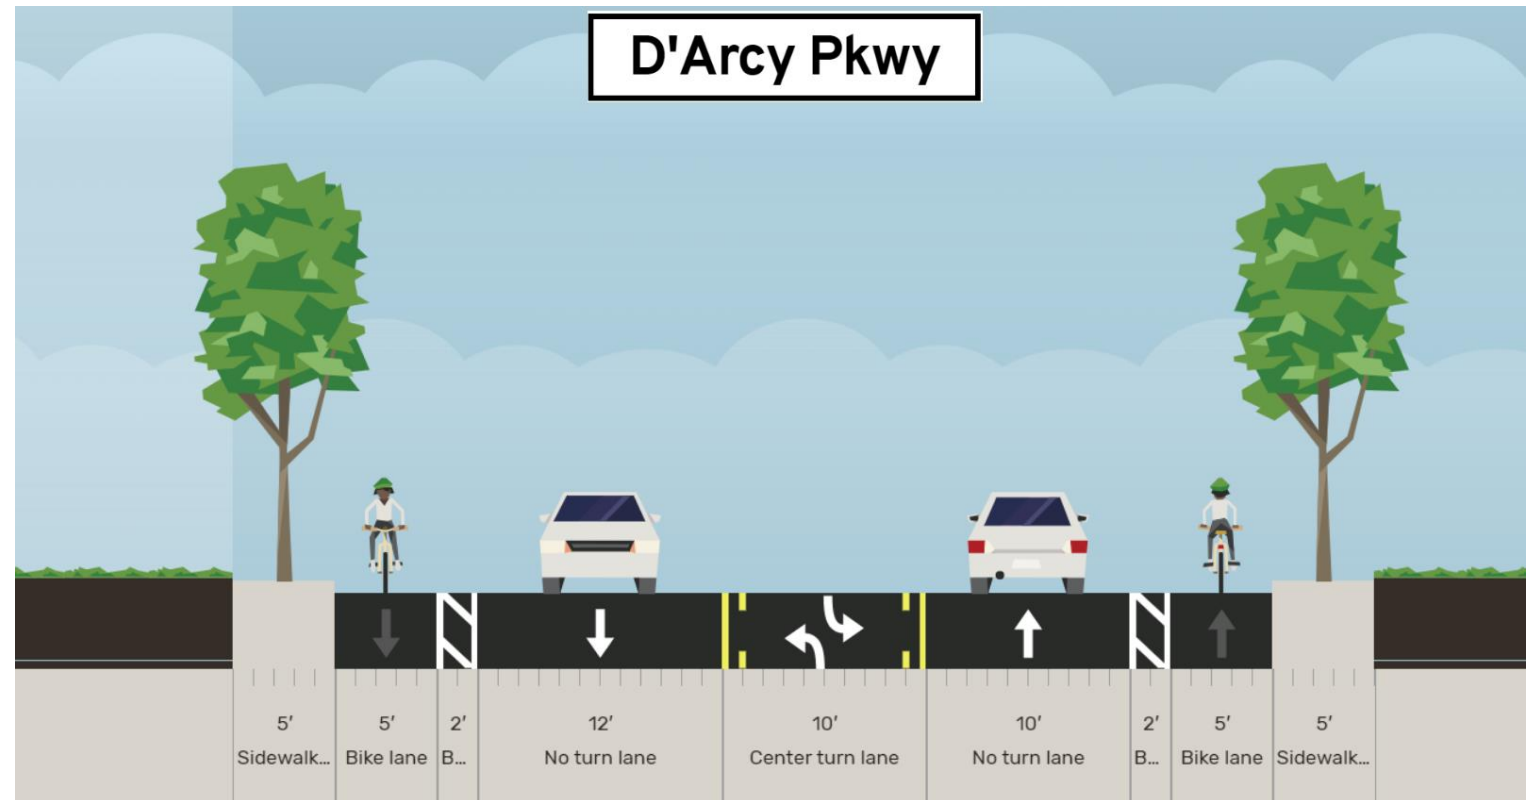 D'Arcy Pkwy
5′ 5′ 2′ 12′ 10′ 10′ 2′ 5′ 5′
Sidewalk... Bike lane B... No turn lane Center turn lane No turn lane B... Bike lane Sidewalk...